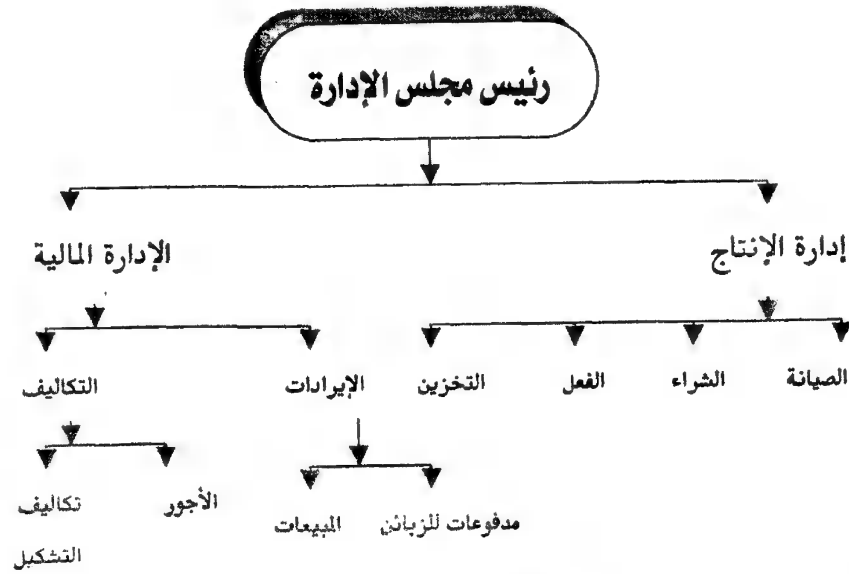 رئيس مجلس الإدارة
إدارة الإنتاج
الإدارة المالية
الصيانة
الشراء
الفعل
التخزين
الإيرادات
التكاليف
مدفوعات للزبائن
المبيعات
الأجور
تكاليف
التشكيل